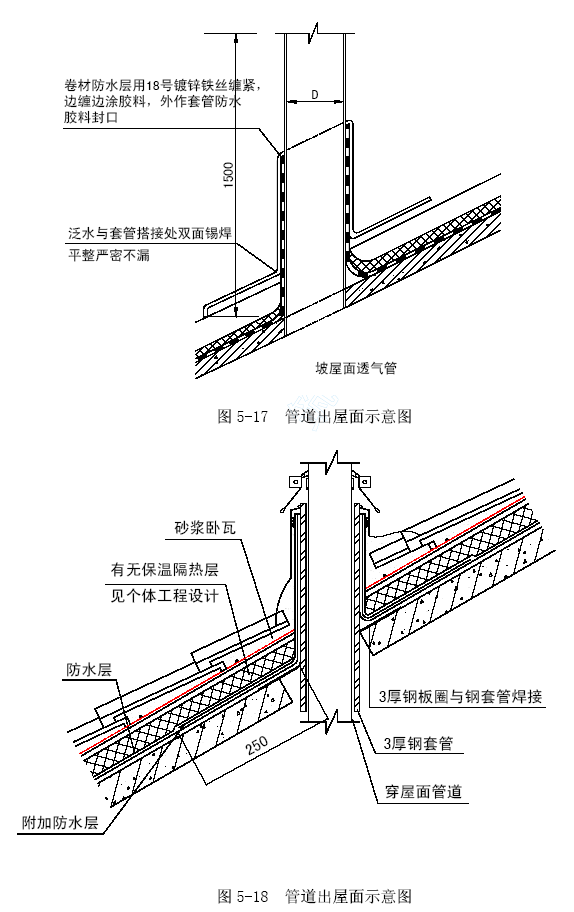 卷材防水层用18号镀锌铁丝缠紧，
边缠边涂胶料，外作套管防水
胶料封口
D
1500
泛水与套管搭接处双面锡焊
平整严密不漏
坡屋面透气管
图 5-17 管道出屋面示意图
砂浆卧瓦
有无保温隔热层
见个体工程设计
防水层
3厚钢板圈与钢套管焊接
250
3厚钢套管
穿屋面管道
附加防水层
图 5-18 管道出屋面示意图